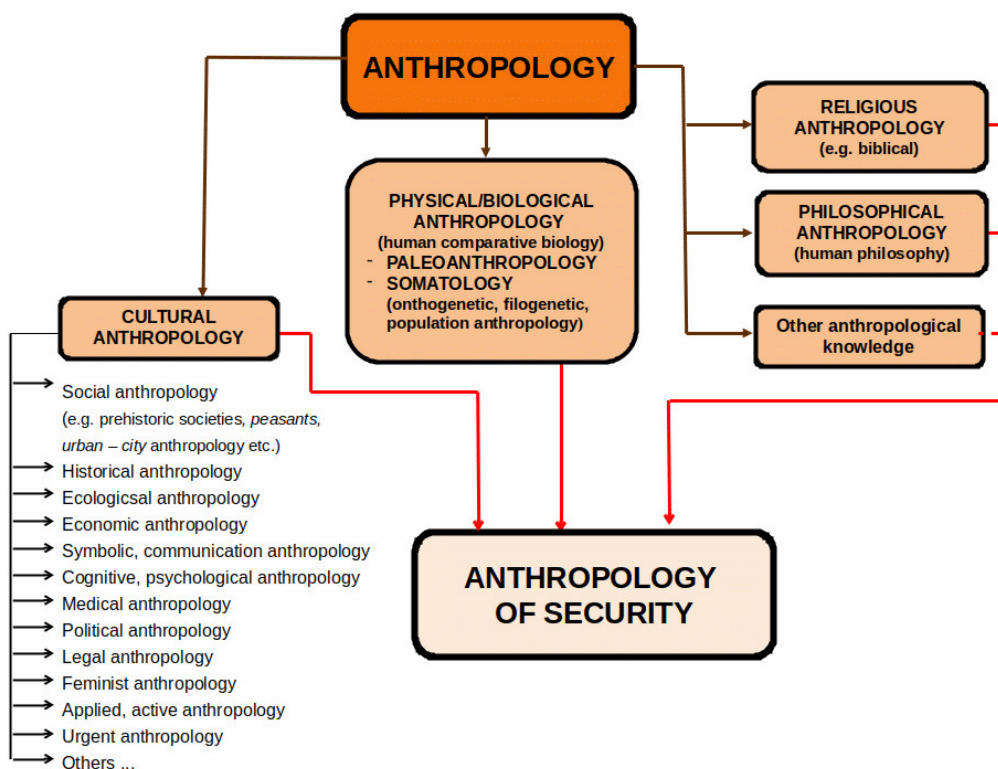 ANTHROPOLOGY
RELIGIOUS
ANTHROPOLOGY
(e.g. biblical)
PHYSICAL/BIOLOGICAL
ANTHROPOLOGY
(human comparative biology)
- PALEOANTHROPOLOGY
- SOMATOLOGY
(onthogenetic, filogenetic,
population anthropology)
PHILOSOPHICAL
ANTHROPOLOGY
(human philosophy)
CULTURAL
ANTHROPOLOGY
Other anthropological
knowledge
Social anthropology
(e.g. prehistoric societies, peasants,
urban – city anthropology etc.)
Historical anthropology
Ecologicsal anthropology
Economic anthropology
Symbolic, communication anthropology
Cognitive, psychological anthropology
Medical anthropology
Political anthropology
Legal anthropology
Feminist anthropology
Applied, active anthropology
Urgent anthropology
Others ...
ANTHROPOLOGY
OF SECURITY